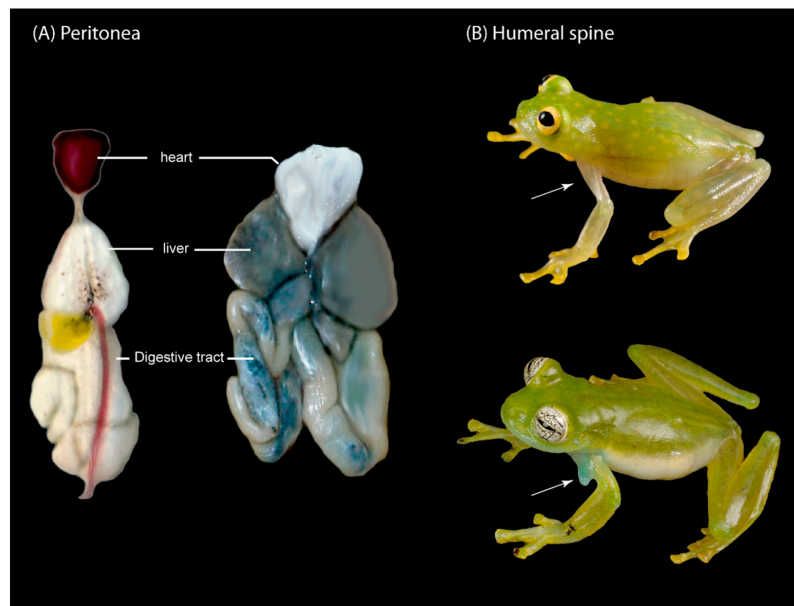 (A) Peritonea
(B) Humeral spine
heart
liver
Digestive tract